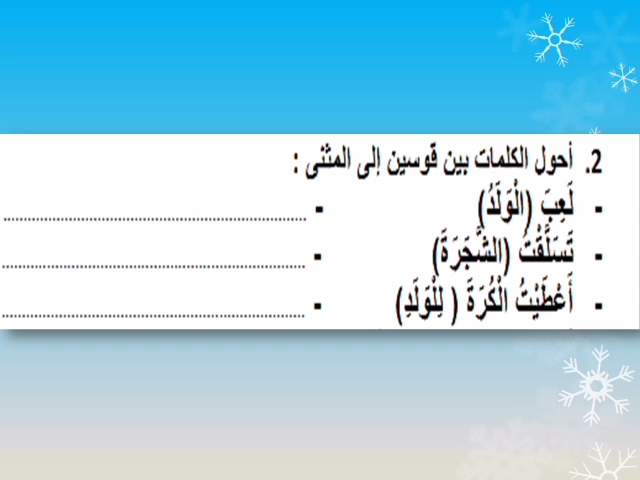 2. أحول الكلمات بين قوسين إلى المثنى :
- لَعِبَ (الْوَلَدُ) - ......................................................................
- تَسَلَّقْتُ (الشَّجَرَةَ) - ......................................................................
- أَعْطَيْتُ الْكُرَةَ ( لِلْوَلَدِ) - ......................................................................